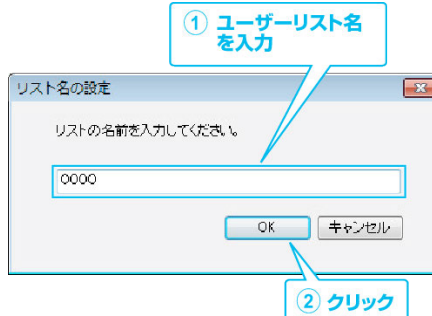 ① ユーザーリスト名
を入力
リスト名の設定
リストの名前を入力してください。
OOOO
OK キャンセル
② クリック